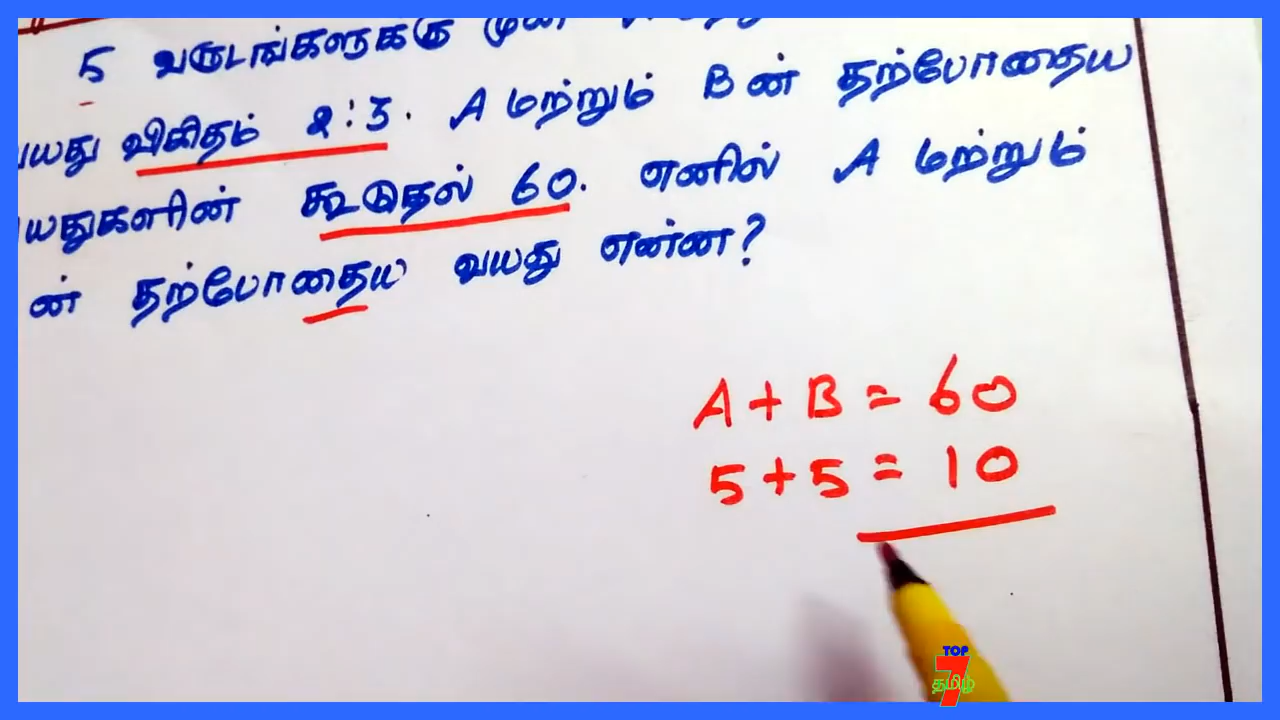 5 வருடங்களுக்கு முன்
வயது விகிதம் 2:3. A மற்றும் B ன் தற்போதைய
வயதுகளின் கூடுதல் 60. எனில் A மற்றும்
ன் தற்போதைய வயது என்ன?
A + B = 60
5 + 5 = 10
TOP
7
தமிழ்